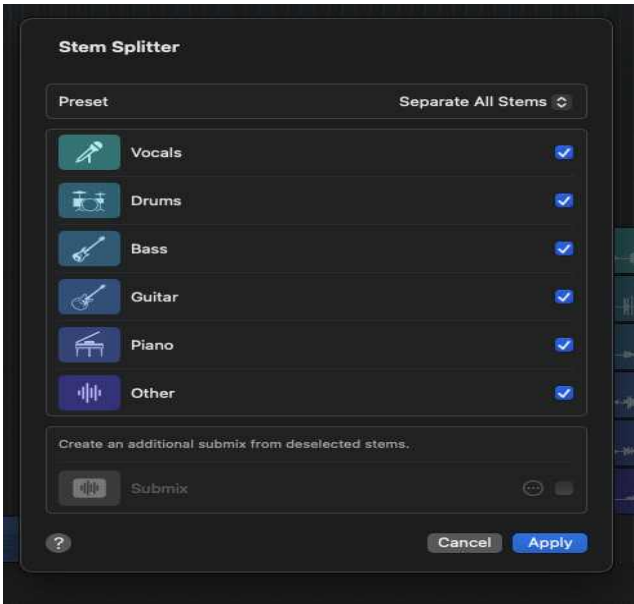 Stem Splitter
Preset Separate All Stems
Vocals
Drums
Bass
Guitar
Piano
Other
Create an additional submix from deselected stems.
Submix
? Cancel Apply